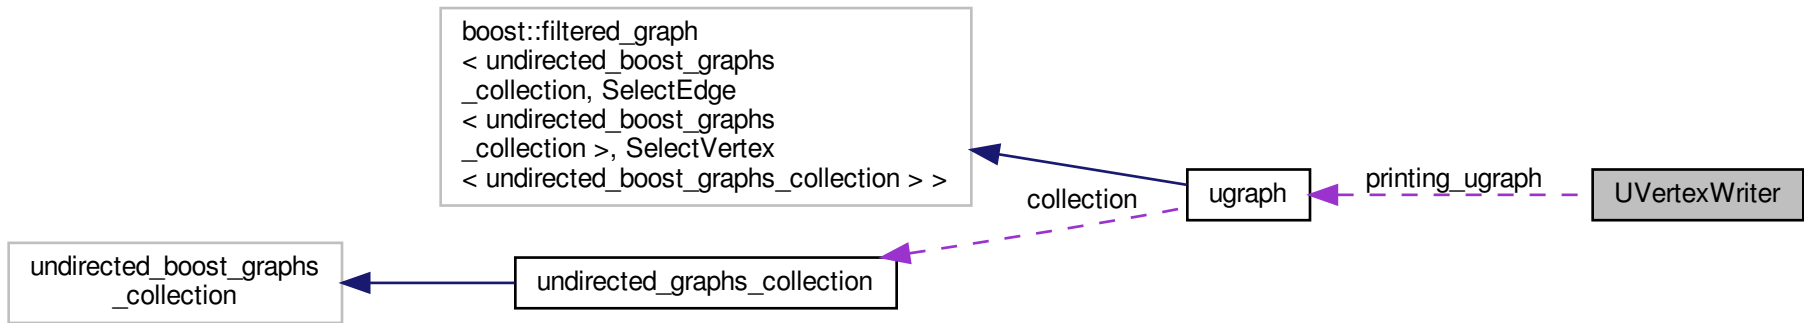 boost::filtered_graph
< undirected_boost_graphs
_collection, SelectEdge
< undirected_boost_graphs
_collection >, SelectVertex
< undirected_boost_graphs_collection > >
collection
ugraph
printing_ugraph
UVertexWriter
undirected_boost_graphs
_collection
undirected_graphs_collection